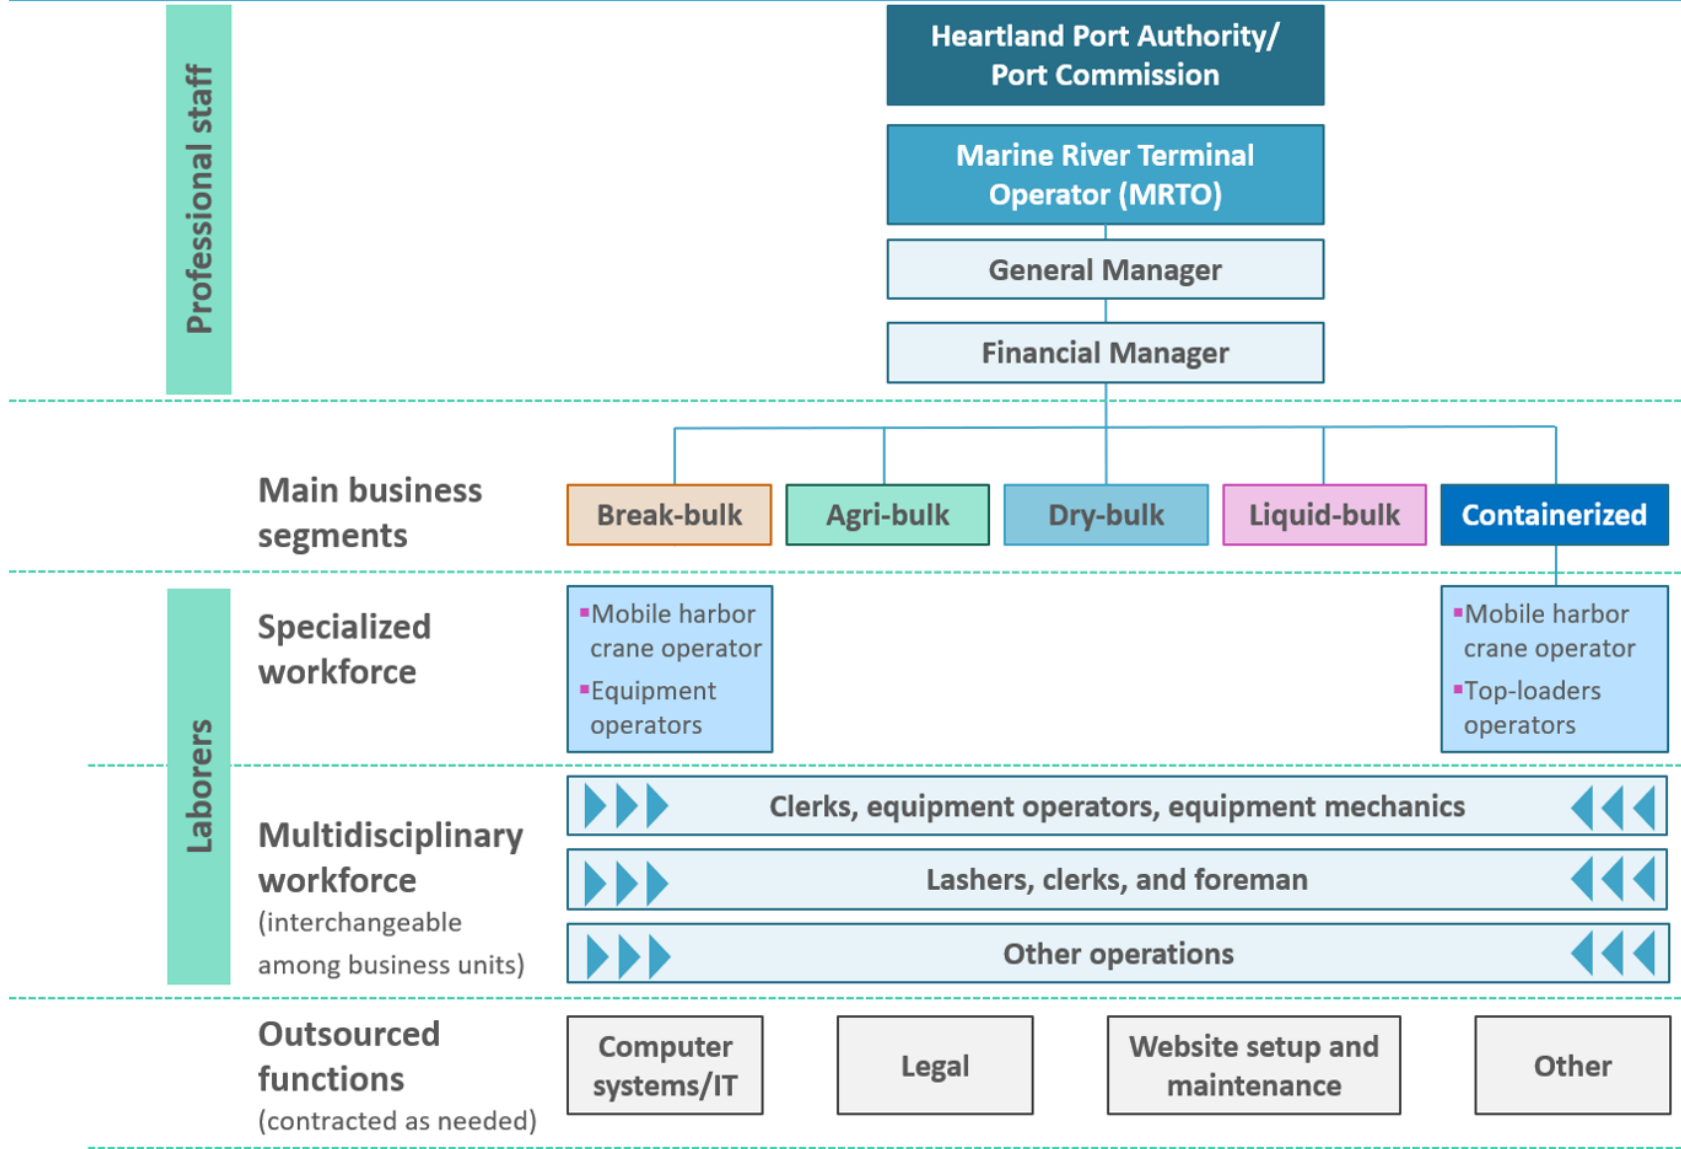 Professional staff
Heartland Port Authority/
Port Commission
Marine River Terminal
Operator (MRTO)
General Manager
Financial Manager
Main business
segments
Break-bulk
Agri-bulk
Dry-bulk
Liquid-bulk
Containerized
Laborers
Specialized
workforce
▪Mobile harbor
crane operator
▪Equipment
operators
▪Mobile harbor
crane operator
▪Top-loaders
operators
Multidisciplinary
workforce
(interchangeable
among business units)
Clerks, equipment operators, equipment mechanics
Lashers, clerks, and foreman
Other operations
Outsourced
functions
(contracted as needed)
Computer
systems/IT
Legal
Website setup and
maintenance
Other